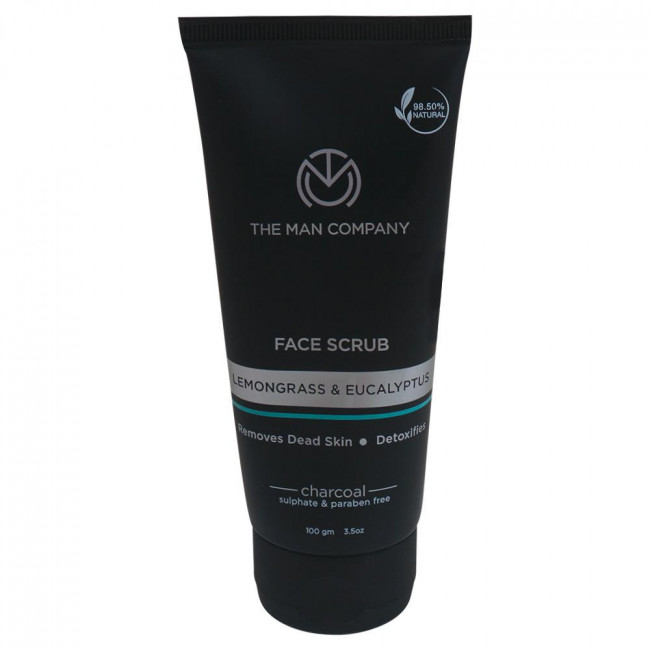 98.50%
NATURAL
THE MAN COMPANY
FACE SCRUB
LEMONGRASS & EUCALYPTUS
Removes Dead Skin ● Detoxifies
charcoal
sulphate & paraben free
100 gm 3.5oz